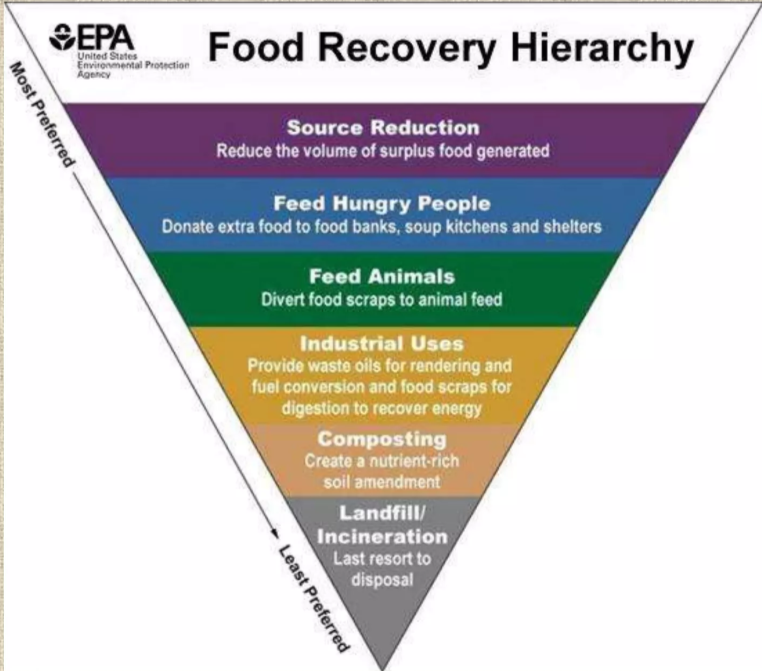 EPA
United States
Environmental Protection
Agency
Food Recovery Hierarchy
Most Preferred
Source Reduction
Reduce the volume of surplus food generated
Feed Hungry People
Donate extra food to food banks, soup kitchens and shelters
Feed Animals
Divert food scraps to animal feed
Industrial Uses
Provide waste oils for rendering and
fuel conversion and food scraps for
digestion to recover energy
Composting
Create a nutrient-rich
soil amendment
Landfill/
Incineration
Last resort to
disposal
Least Preferred